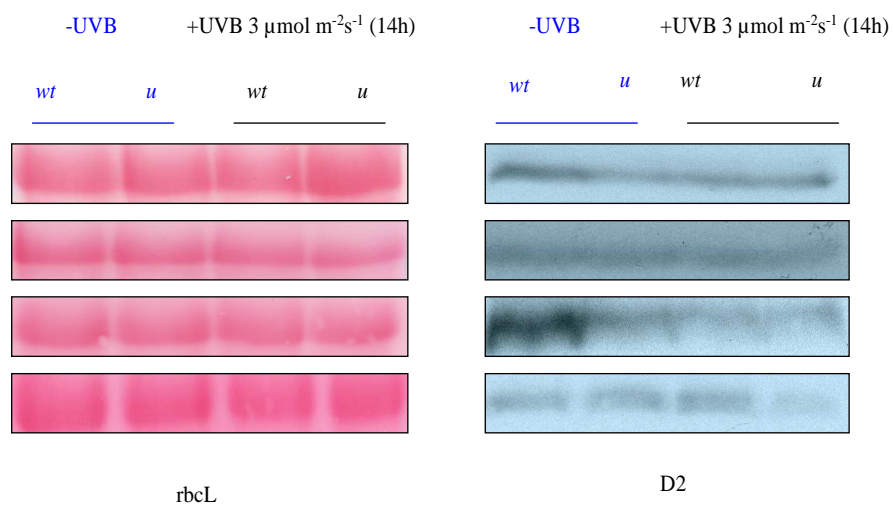 -UVB +UVB 3 µmol m⁻²s⁻¹ (14h) -UVB +UVB 3 µmol m⁻²s⁻¹ (14h)
wt u wt u wt u wt u
rbcL D2